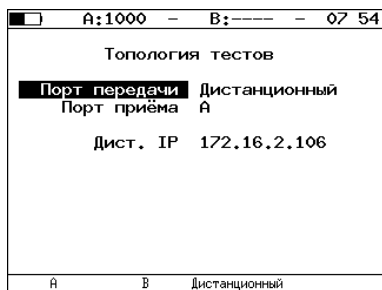 A:1000 – B:---- – 07 54
Топология тестов
Порт передачи Дистанционный
Порт приёма A
Дист. IP 172.16.2.106
A B Дистанционный